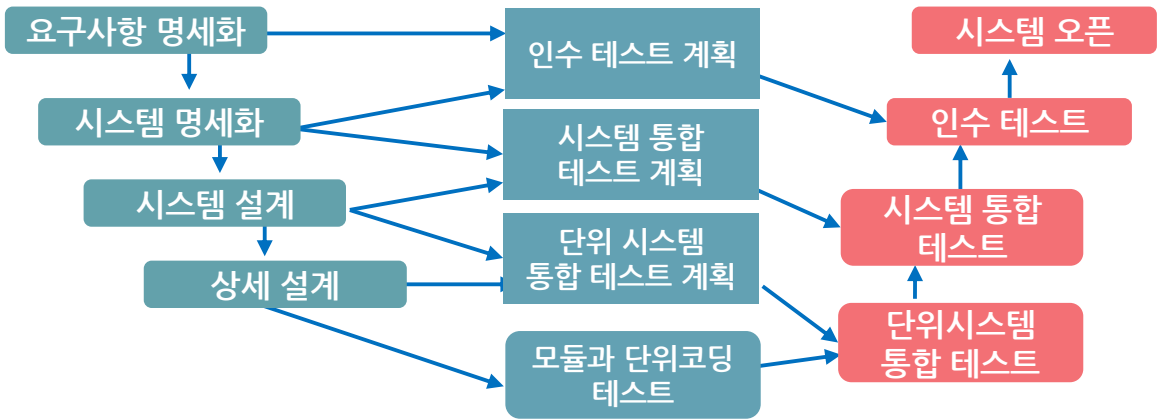 요구사항 명세화
시스템 명세화
시스템 설계
상세 설계
인수 테스트 계획
시스템 통합
테스트 계획
단위 시스템
통합 테스트 계획
모듈과 단위코딩
테스트
시스템 오픈
인수 테스트
시스템 통합
테스트
단위시스템
통합 테스트